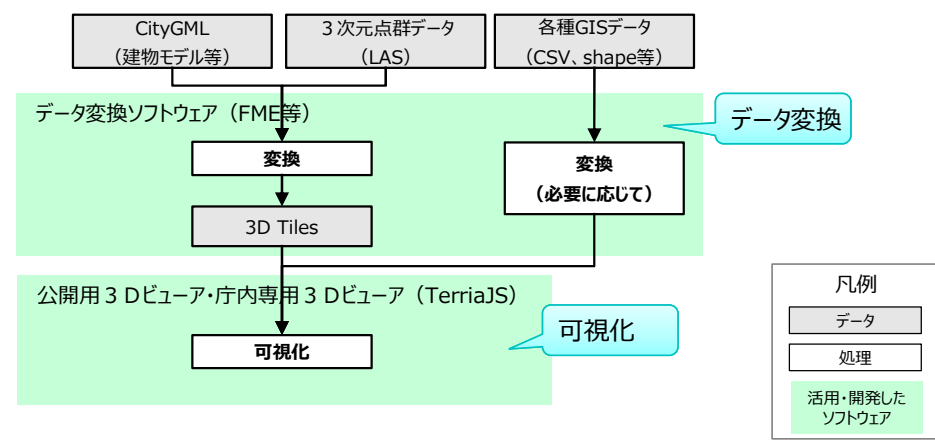 CityGML
（建物モデル等）
３次元点群データ
（LAS）
各種GISデータ
（CSV、shape等）
データ変換ソフトウェア（FME等）
データ変換
変換
変換
（必要に応じて）
3D Tiles
公開用３Ｄビューア・庁内専用３Ｄビューア（TerriaJS）
可視化
可視化
凡例
データ
処理
活用・開発した
ソフトウェア